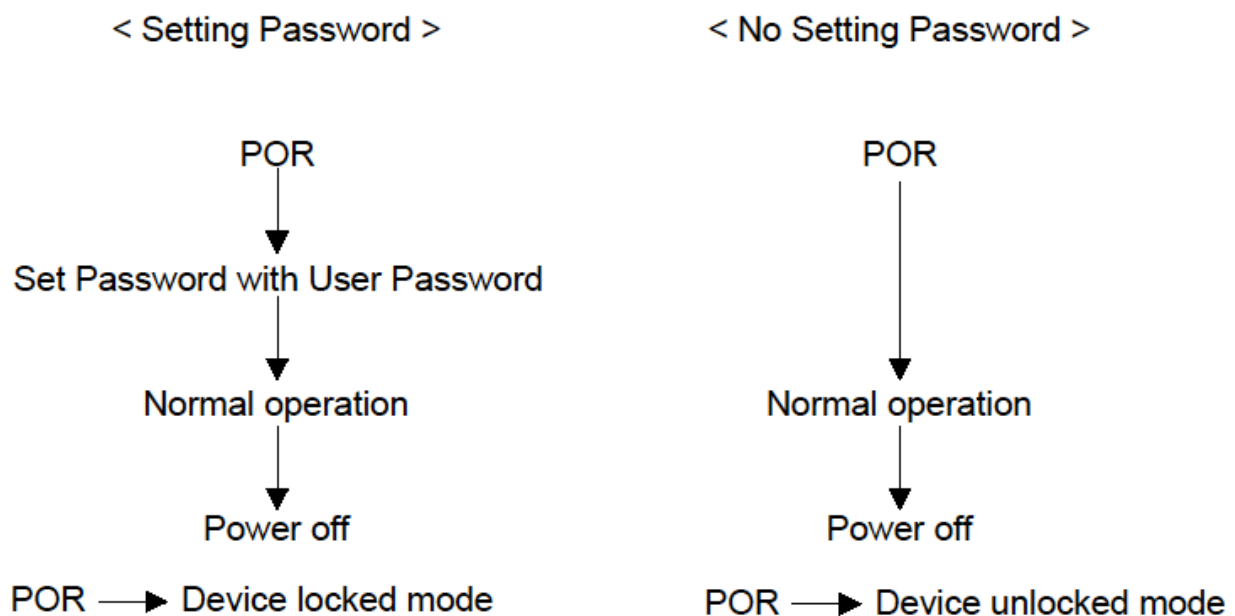 < Setting Password >
POR
Set Password with User Password
Normal operation
Power off
POR Device locked mode
< No Setting Password >
POR
Normal operation
Power off
POR Device unlocked mode